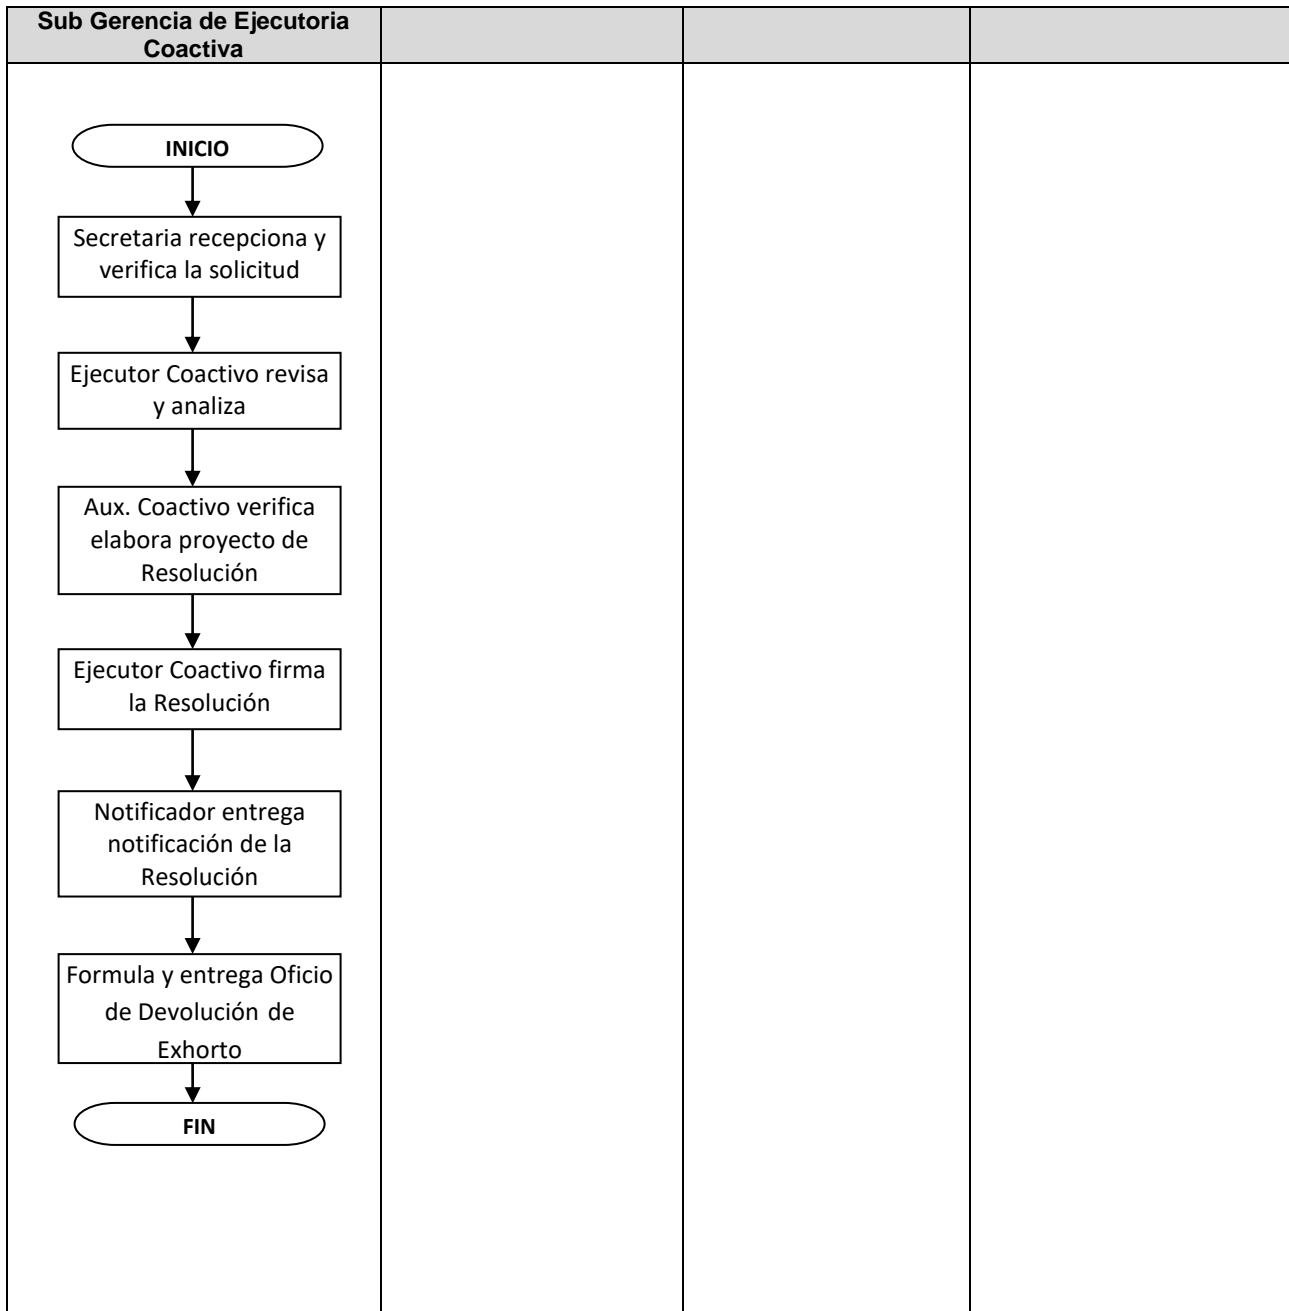 Sub Gerencia de Ejecutoria
Coactiva
INICIO
Secretaria recepciona y
verifica la solicitud
Ejecutor Coactivo revisa
y analiza
Aux. Coactivo verifica
elabora proyecto de
Resolución
Ejecutor Coactivo firma
la Resolución
Notificador entrega
notificación de la
Resolución
Formula y entrega Oficio
de Devolución de
Exhorto
FIN